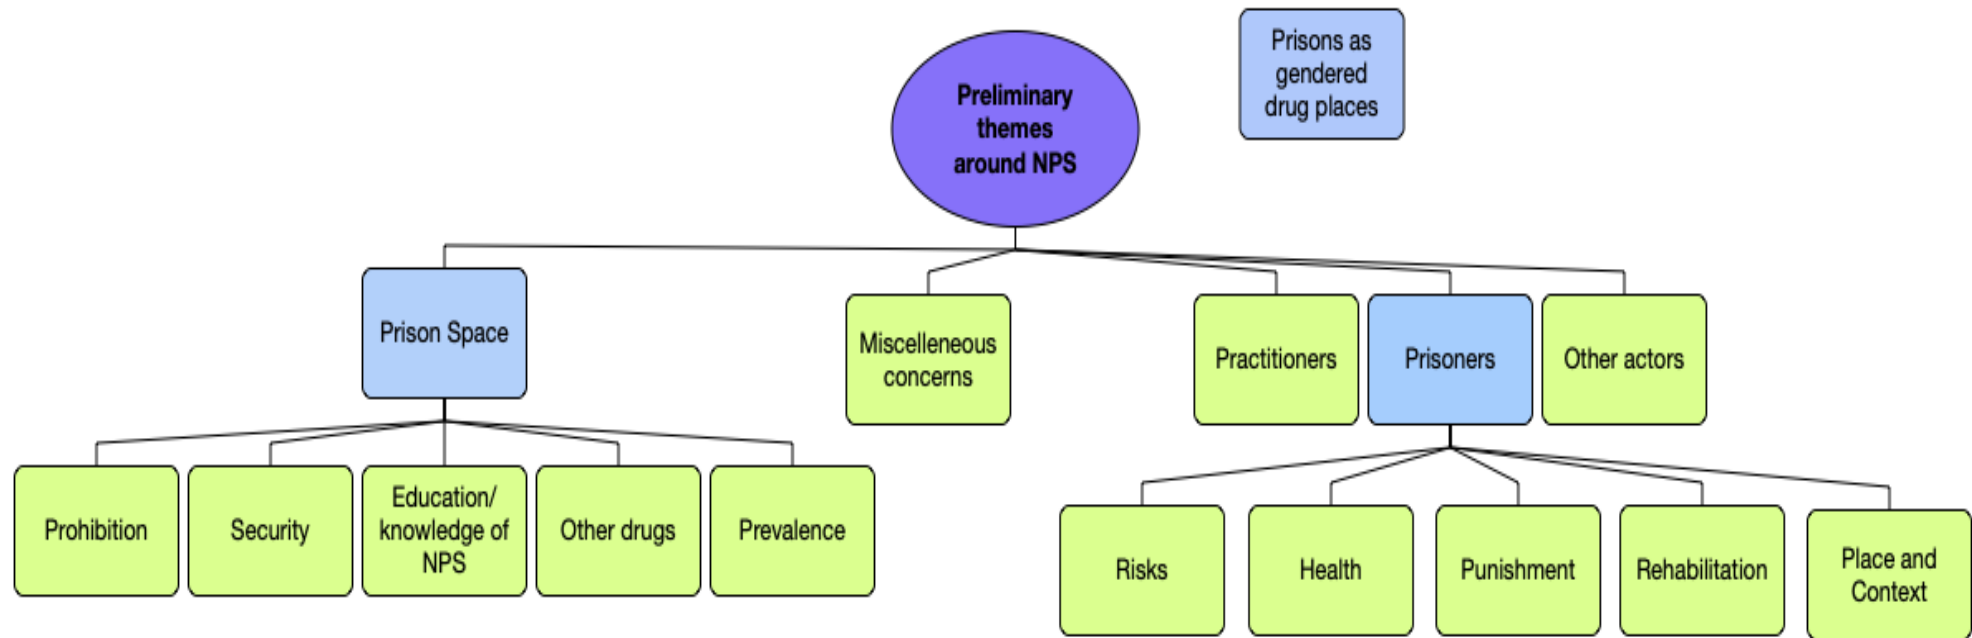 Prisons as
gendered
drug places
Preliminary
themes
around NPS
Prison Space
Miscelleneous
concerns
Practitioners
Prisoners
Other actors
Prohibition
Security
Education/
knowledge of
NPS
Other drugs
Prevalence
Risks
Health
Punishment
Rehabilitation
Place and
Context